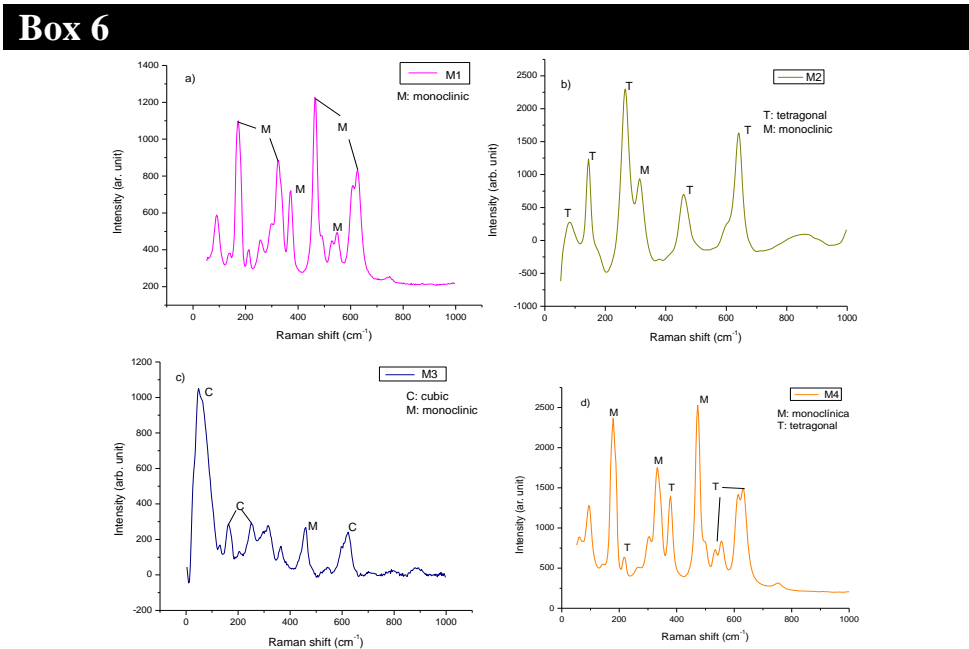 Box 6
a)
M1
M: monoclinic
M
M
M
M
Intensity (ar. unit)
1400
1200
1000
800
600
400
200
0 200 400 600 800 1000
Raman shift (cm-1)
b)
M2
T: tetragonal
M: monoclinic
T
T
T
M
T
T
Intensity (arb. unit)
2500
2000
1500
1000
500
0
-500
-1000
0 200 400 600 800 1000
Raman shift (cm-1)
c)
M3
C: cubic
M: monoclinic
C
C
M
C
Intensity (arb. unit)
1200
1000
800
600
400
200
0
-200
0 200 400 600 800 1000
Raman shift (cm-1)
d)
M4
M: monoclínica
T: tetragonal
M
M
M
T
T
T
Intensity (ar. unit)
2500
2000
1500
1000
500
0
0 200 400 600 800 1000
Raman shift (cm-1)